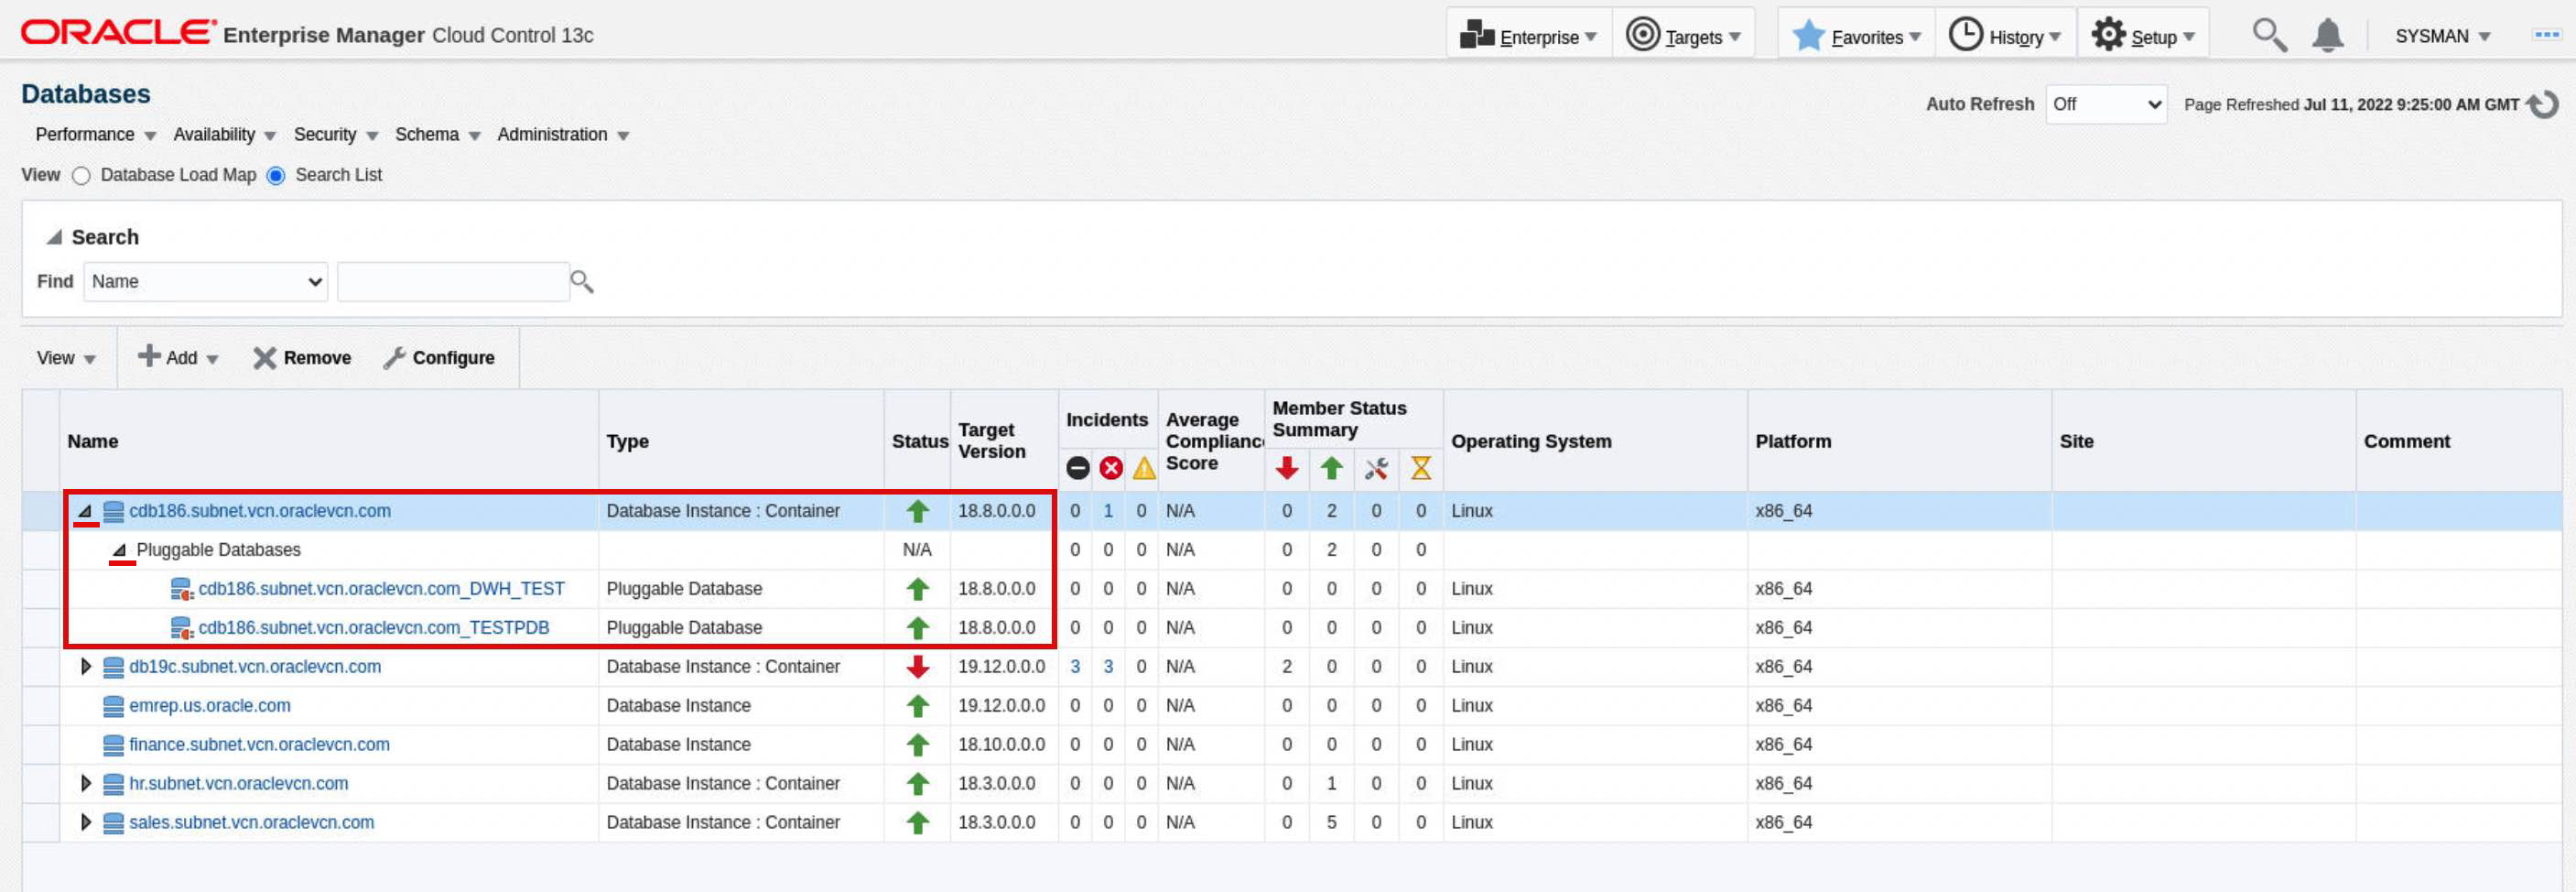 ORACLE Enterprise Manager Cloud Control 13c
Enterprise Targets Favorites History Setup SYSMAN
Databases
Auto Refresh Off Page Refreshed Jul 11, 2022 9:25:00 AM GMT
Performance Availability Security Schema Administration
View Database Load Map Search List
Search
Find Name
View Add Remove Configure
Name Type Status Target Version Incidents Average Complianc Score Member Status Summary Operating System Platform Site Comment
cdb186.subnet.vcn.oraclevcn.com Database Instance : Container 18.8.0.0.0 0 1 0 N/A 0 2 0 0 Linux x86_64
Pluggable Databases N/A 0 0 0 N/A 0 2 0 0
cdb186.subnet.vcn.oraclevcn.com_DWH_TEST Pluggable Database 18.8.0.0.0 0 0 0 N/A 0 0 0 0 Linux x86_64
cdb186.subnet.vcn.oraclevcn.com_TESTPDB Pluggable Database 18.8.0.0.0 0 0 0 N/A 0 0 0 0 Linux x86_64
db19c.subnet.vcn.oraclevcn.com Database Instance : Container 19.12.0.0.0 3 3 0 N/A 2 0 0 0 Linux x86_64
emrep.us.oracle.com Database Instance 19.12.0.0.0 0 0 0 N/A 0 0 0 0 Linux x86_64
finance.subnet.vcn.oraclevcn.com Database Instance 18.10.0.0.0 0 0 0 N/A 0 0 0 0 Linux x86_64
hr.subnet.vcn.oraclevcn.com Database Instance : Container 18.3.0.0.0 0 0 0 N/A 0 1 0 0 Linux x86_64
sales.subnet.vcn.oraclevcn.com Database Instance : Container 18.3.0.0.0 0 0 0 N/A 0 5 0 0 Linux x86_64